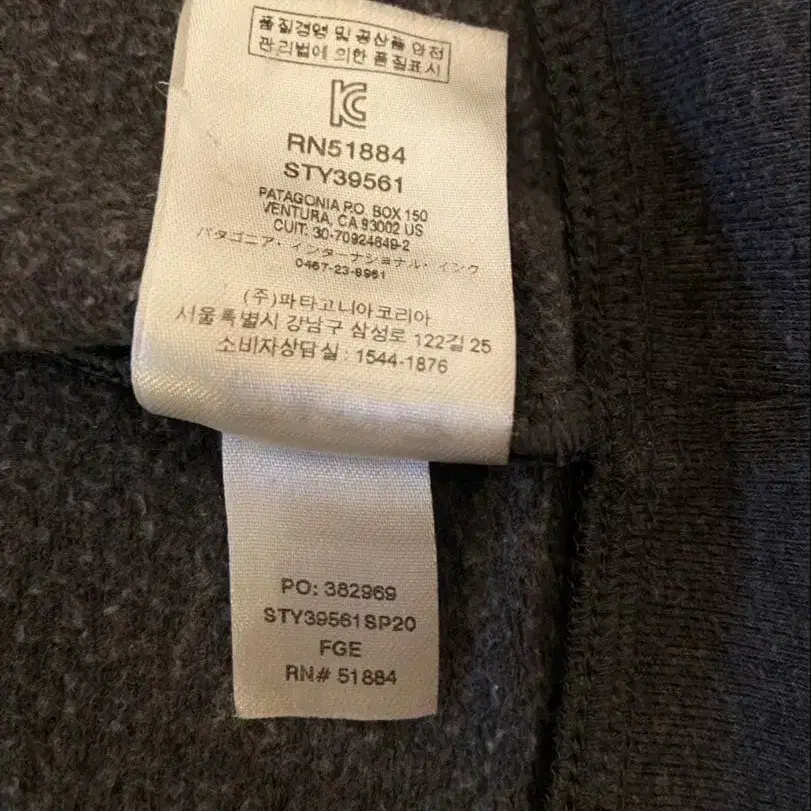 품질경영 및 공산품 안전
관리법에 의한 품질표시
RN51884
STY39561
PATAGONIA P.O. BOX 150
VENTURA, CA 93002 US
CUIT: 30-70924849-2
パタゴニア・インターナショナル・インク
0467-23-8961
(주)파타고니아코리아
서울특별시 강남구 삼성로 122길 25
소비자상담실 : 1544-1876
PO: 382969
STY39561SP20
FGE
RN# 51884